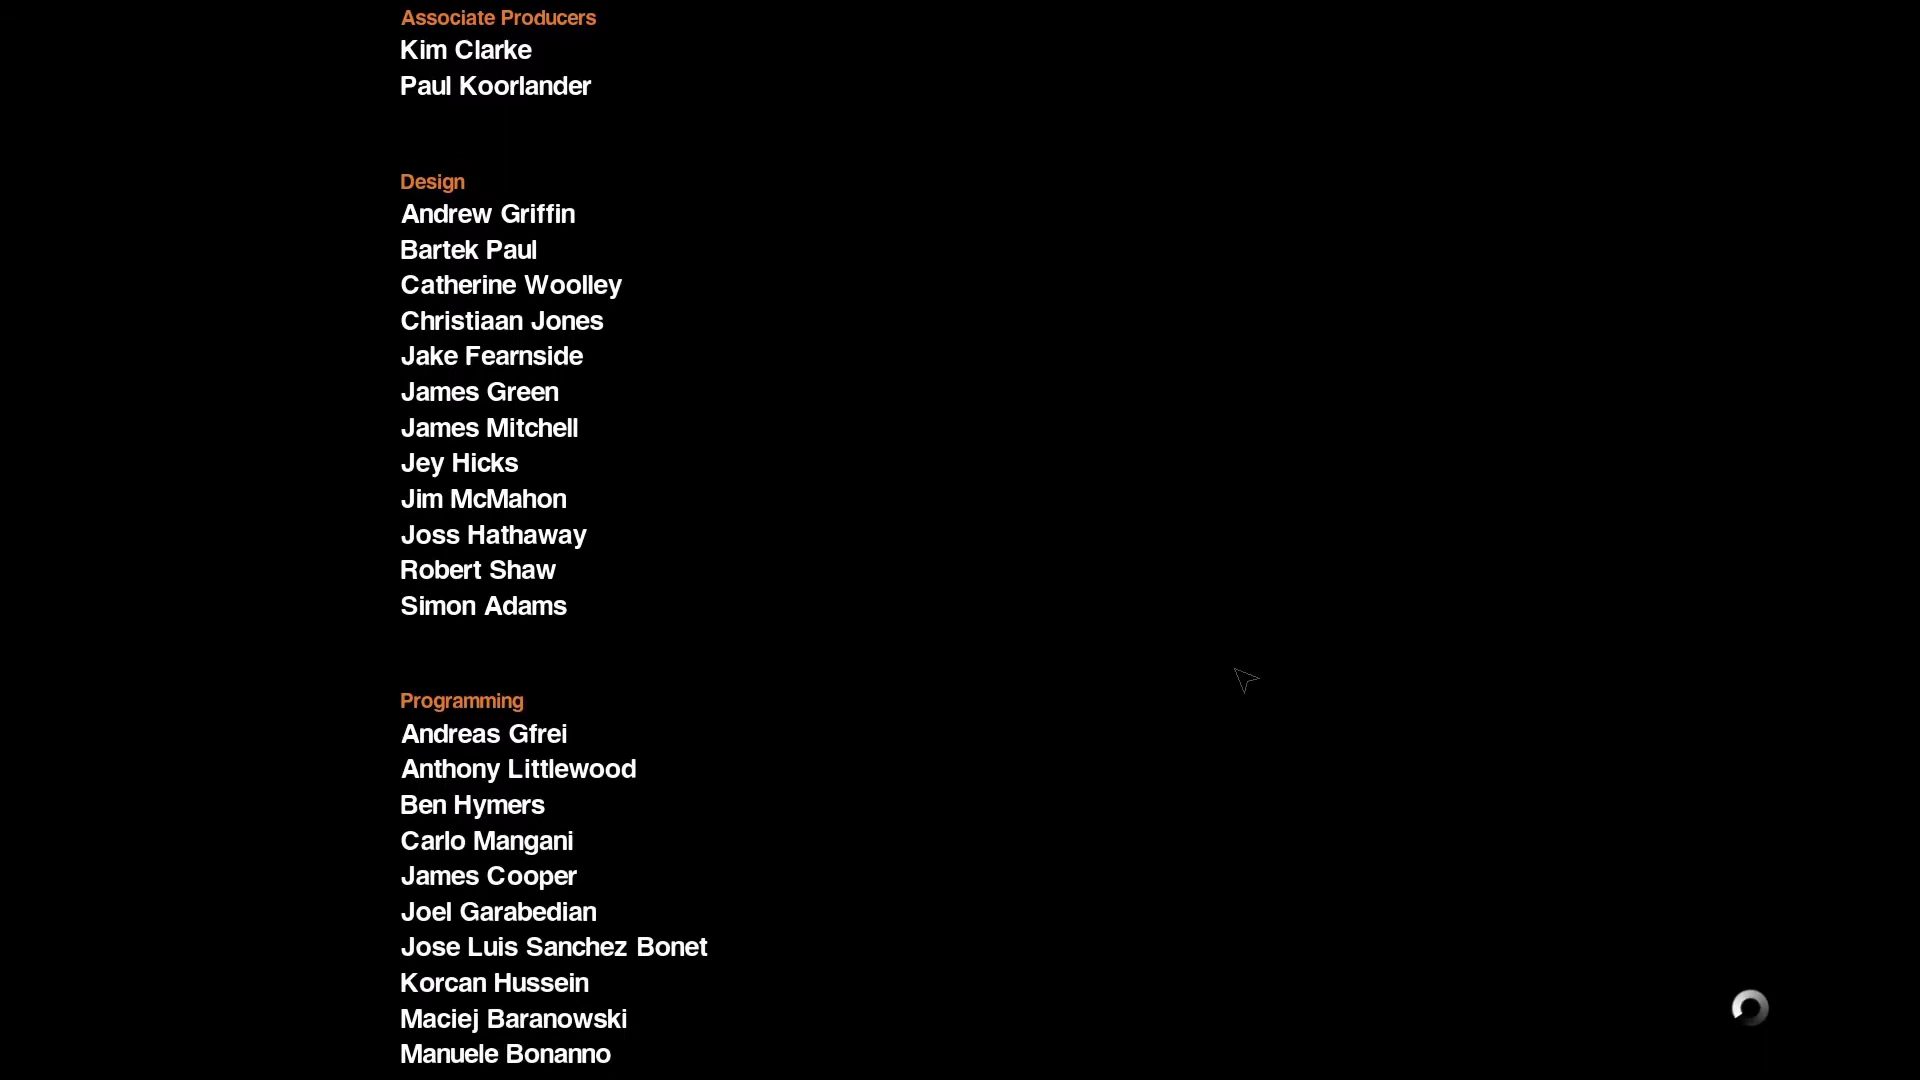 Associate Producers
Kim Clarke
Paul Koorlander
Design
Andrew Griffin
Bartek Paul
Catherine Woolley
Christiaan Jones
Jake Fearnside
James Green
James Mitchell
Jey Hicks
Jim McMahon
Joss Hathaway
Robert Shaw
Simon Adams
Programming
Andreas Gfrei
Anthony Littlewood
Ben Hymers
Carlo Mangani
James Cooper
Joel Garabedian
Jose Luis Sanchez Bonet
Korcan Hussein
Maciej Baranowski
Manuele Bonanno